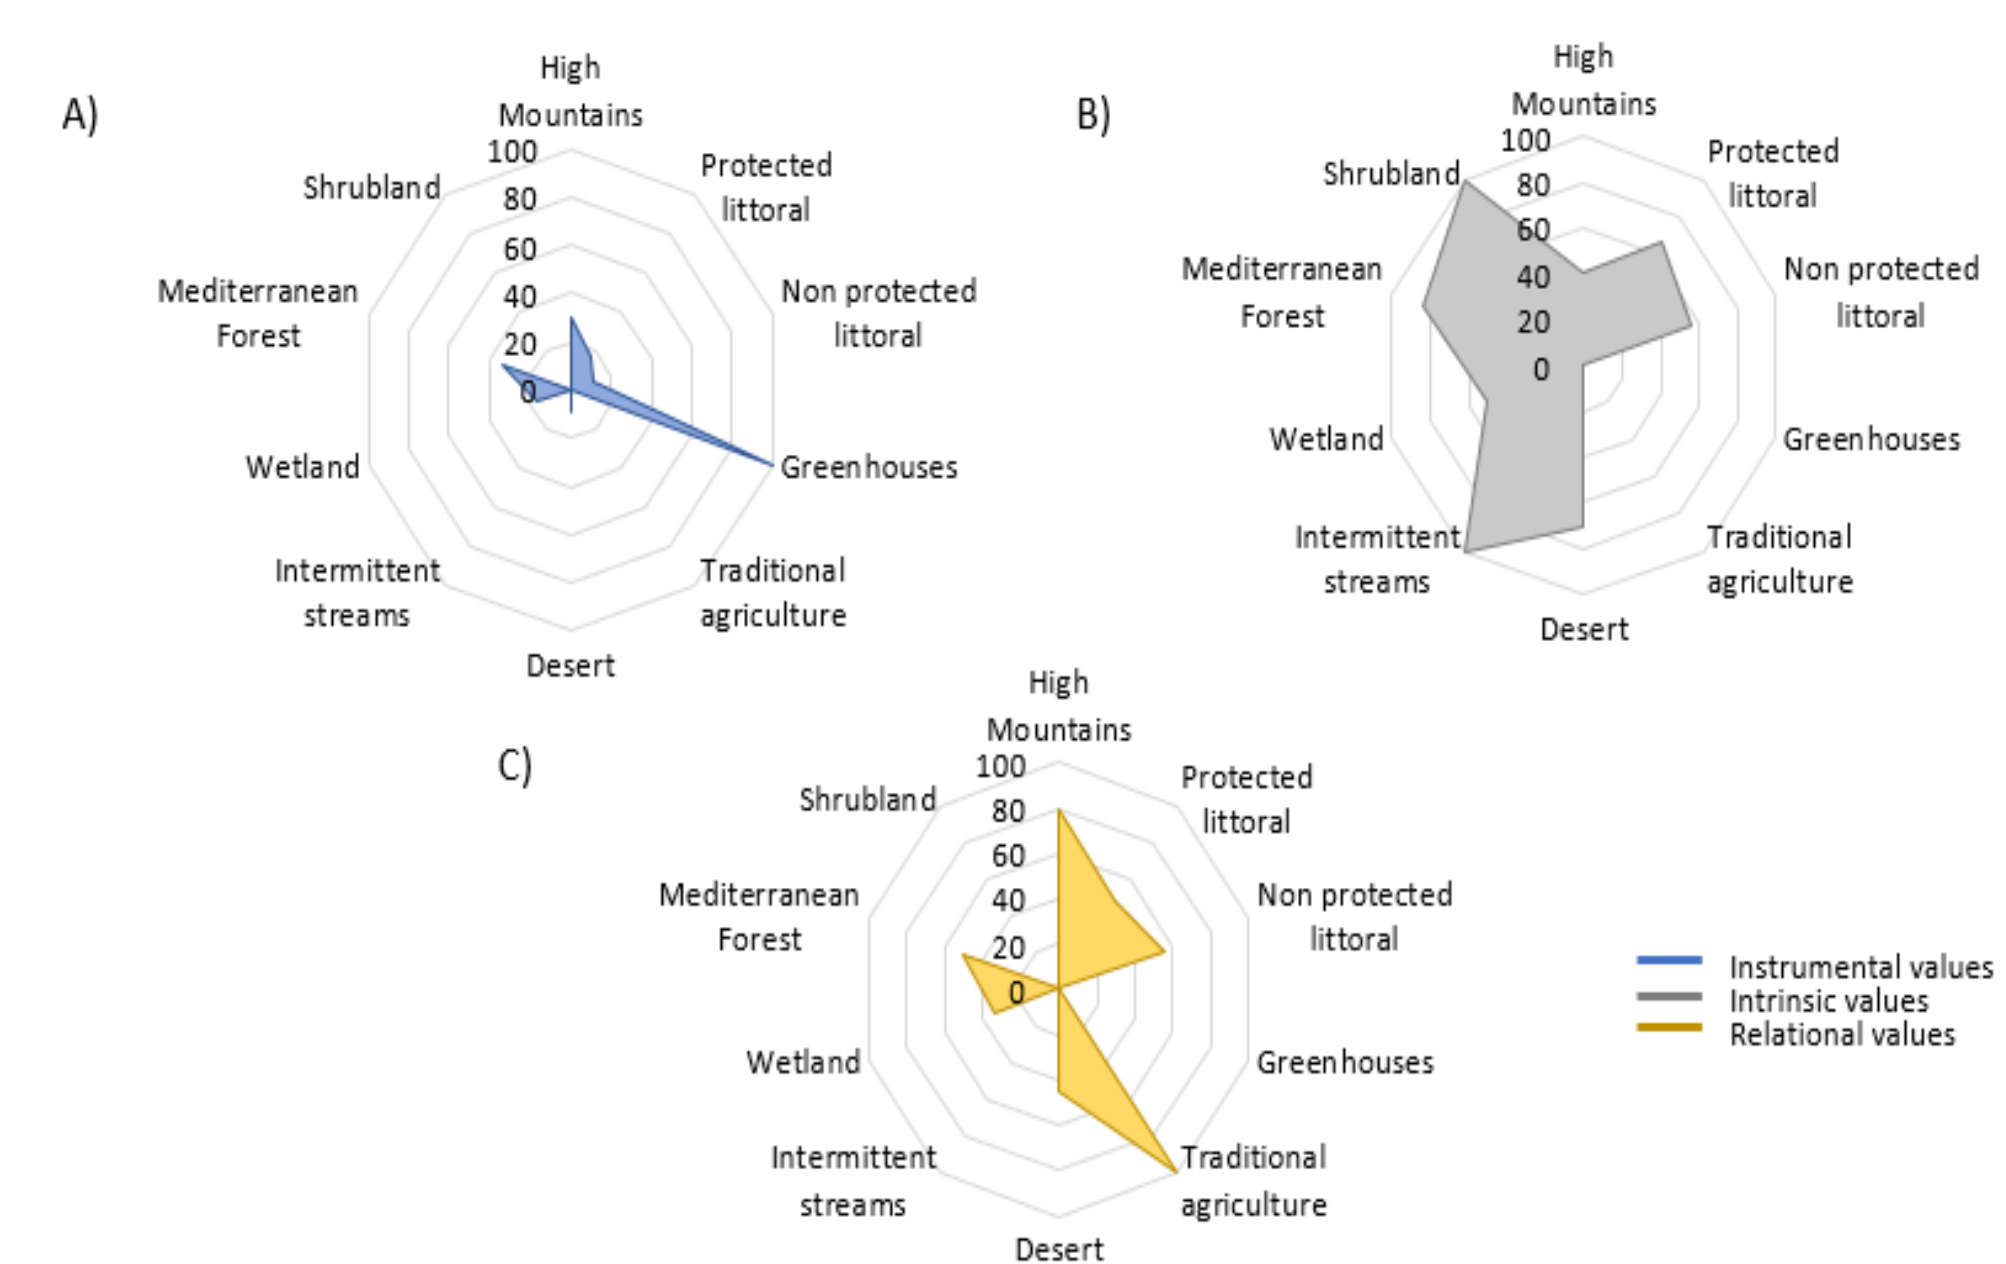 A)
High
Mountains
100
80
60
40
20
0
Protected
littoral
Non protected
littoral
Greenhouses
Traditional
agriculture
Desert
Intermittent
streams
Wetland
Mediterranean
Forest
Shrubland
B)
High
Mountains
100
80
60
40
20
0
Protected
littoral
Non protected
littoral
Greenhouses
Traditional
agriculture
Desert
Intermittent
streams
Wetland
Mediterranean
Forest
Shrubland
C)
High
Mountains
100
80
60
40
20
0
Protected
littoral
Non protected
littoral
Greenhouses
Traditional
agriculture
Desert
Intermittent
streams
Wetland
Mediterranean
Forest
Shrubland
Instrumental values
Intrinsic values
Relational values